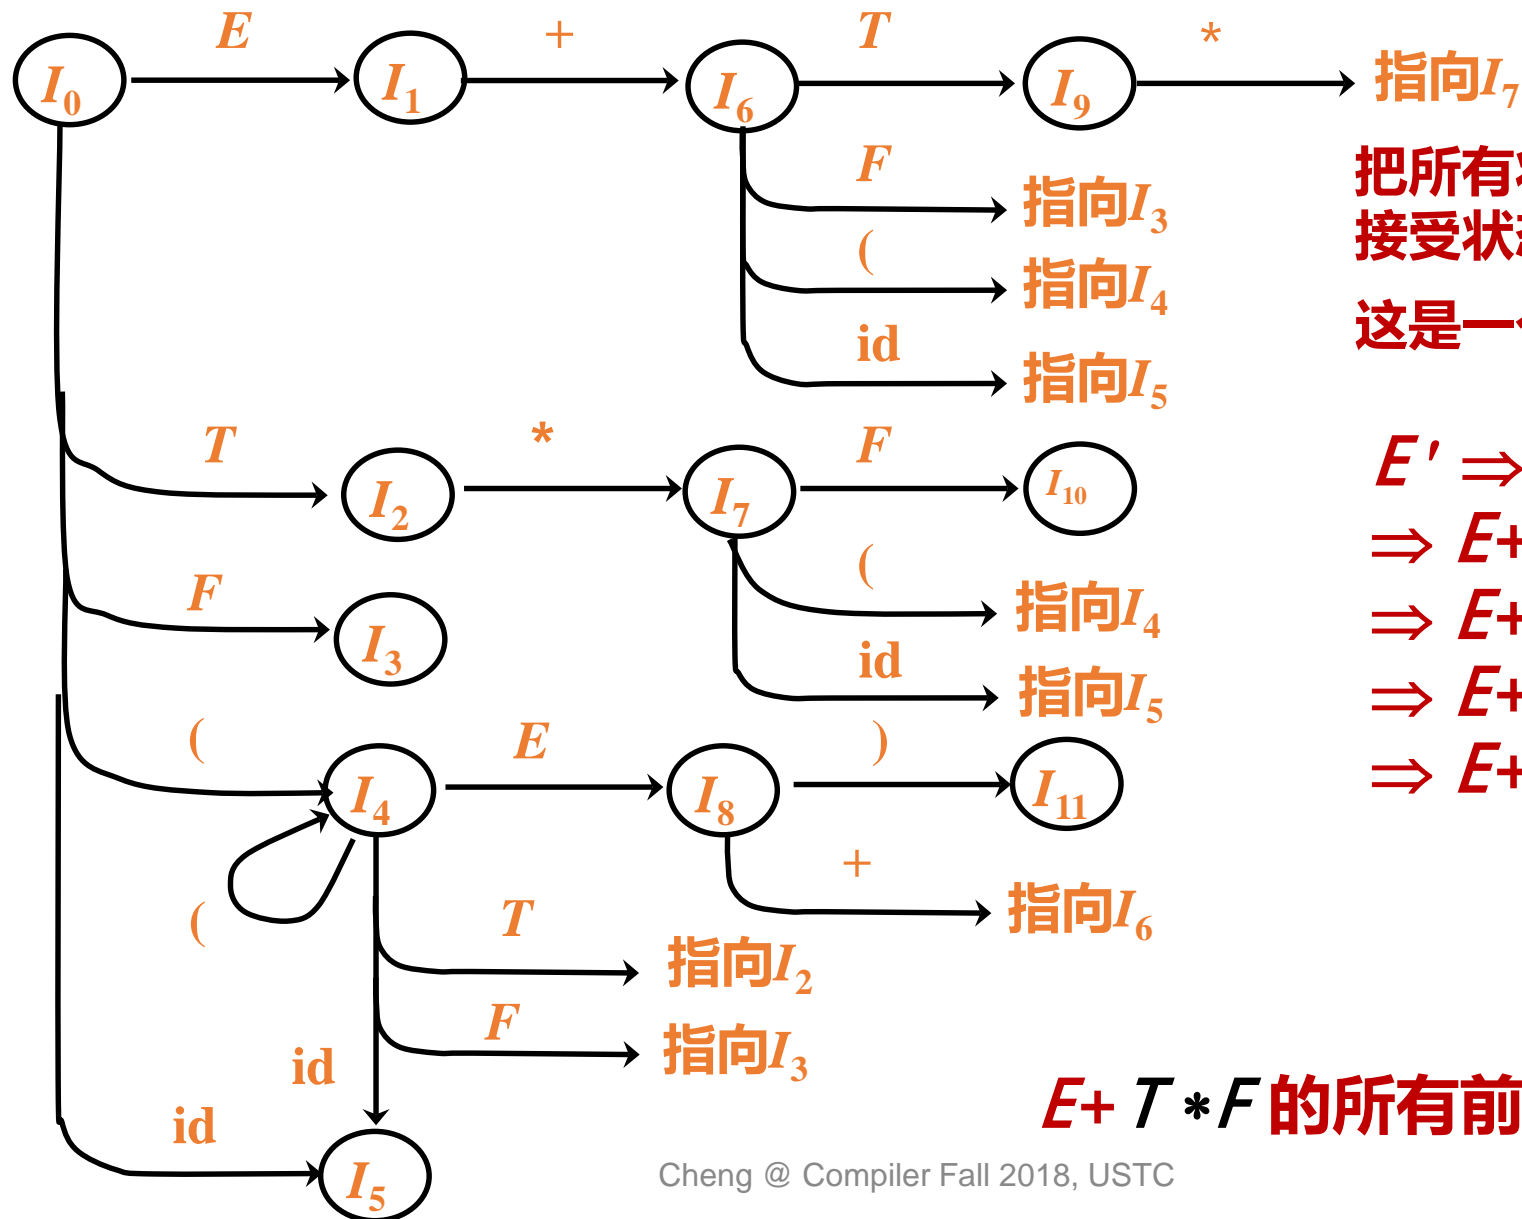 E + T *
I0 I1 I6 I9 指向I7
F 指向I3
( 指向I4
id 指向I5
把所有
接受状
这是一
T * F
I2 I7 I10
( 指向I4
id 指向I5
F I3
( E )
I4 I8 I11
( + 指向I6
T 指向I2
F 指向I3
id
id I5
E' ⇒
⇒ E+
⇒ E+
⇒ E+
⇒ E+
E+ T *F 的所有前
Cheng @ Compiler Fall 2018, USTC